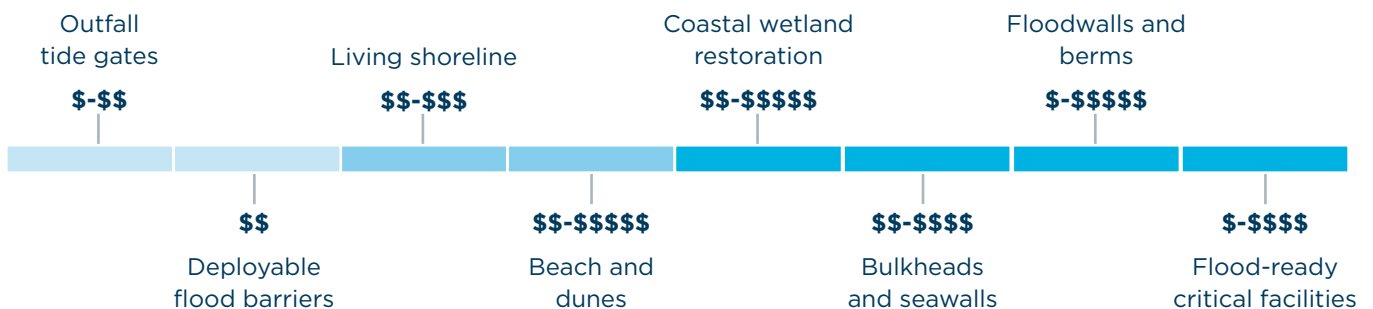 Outfall
tide gates
$-$$
Living shoreline
$$-$$$
Coastal wetland
restoration
$$-$$$$$
Floodwalls and
berms
$-$$$$$
$$
Deployable
flood barriers
$$-$$$$$
Beach and
dunes
$$-$$$$
Bulkheads
and seawalls
$-$$$$
Flood-ready
critical facilities